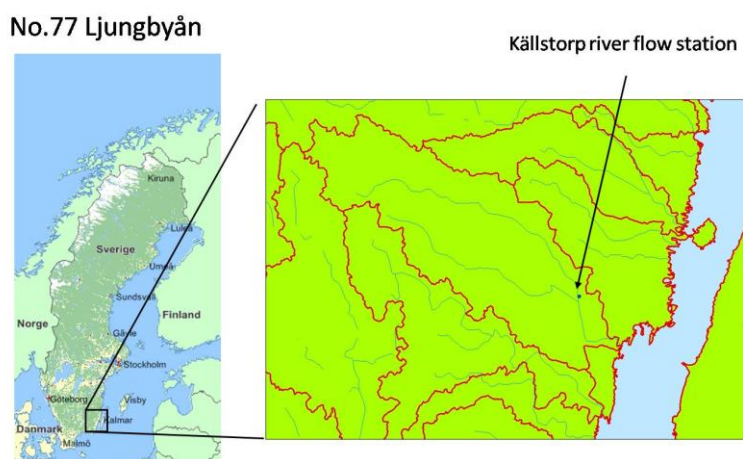 No.77 Ljungbyån
Källstorp river flow station
Kiruna
Luleå
Sverige
Umeå
Sundsvall
Norge
Finland
Gävle
Stockholm
Göteborg
Visby
Kalmar
Danmark
Malmö